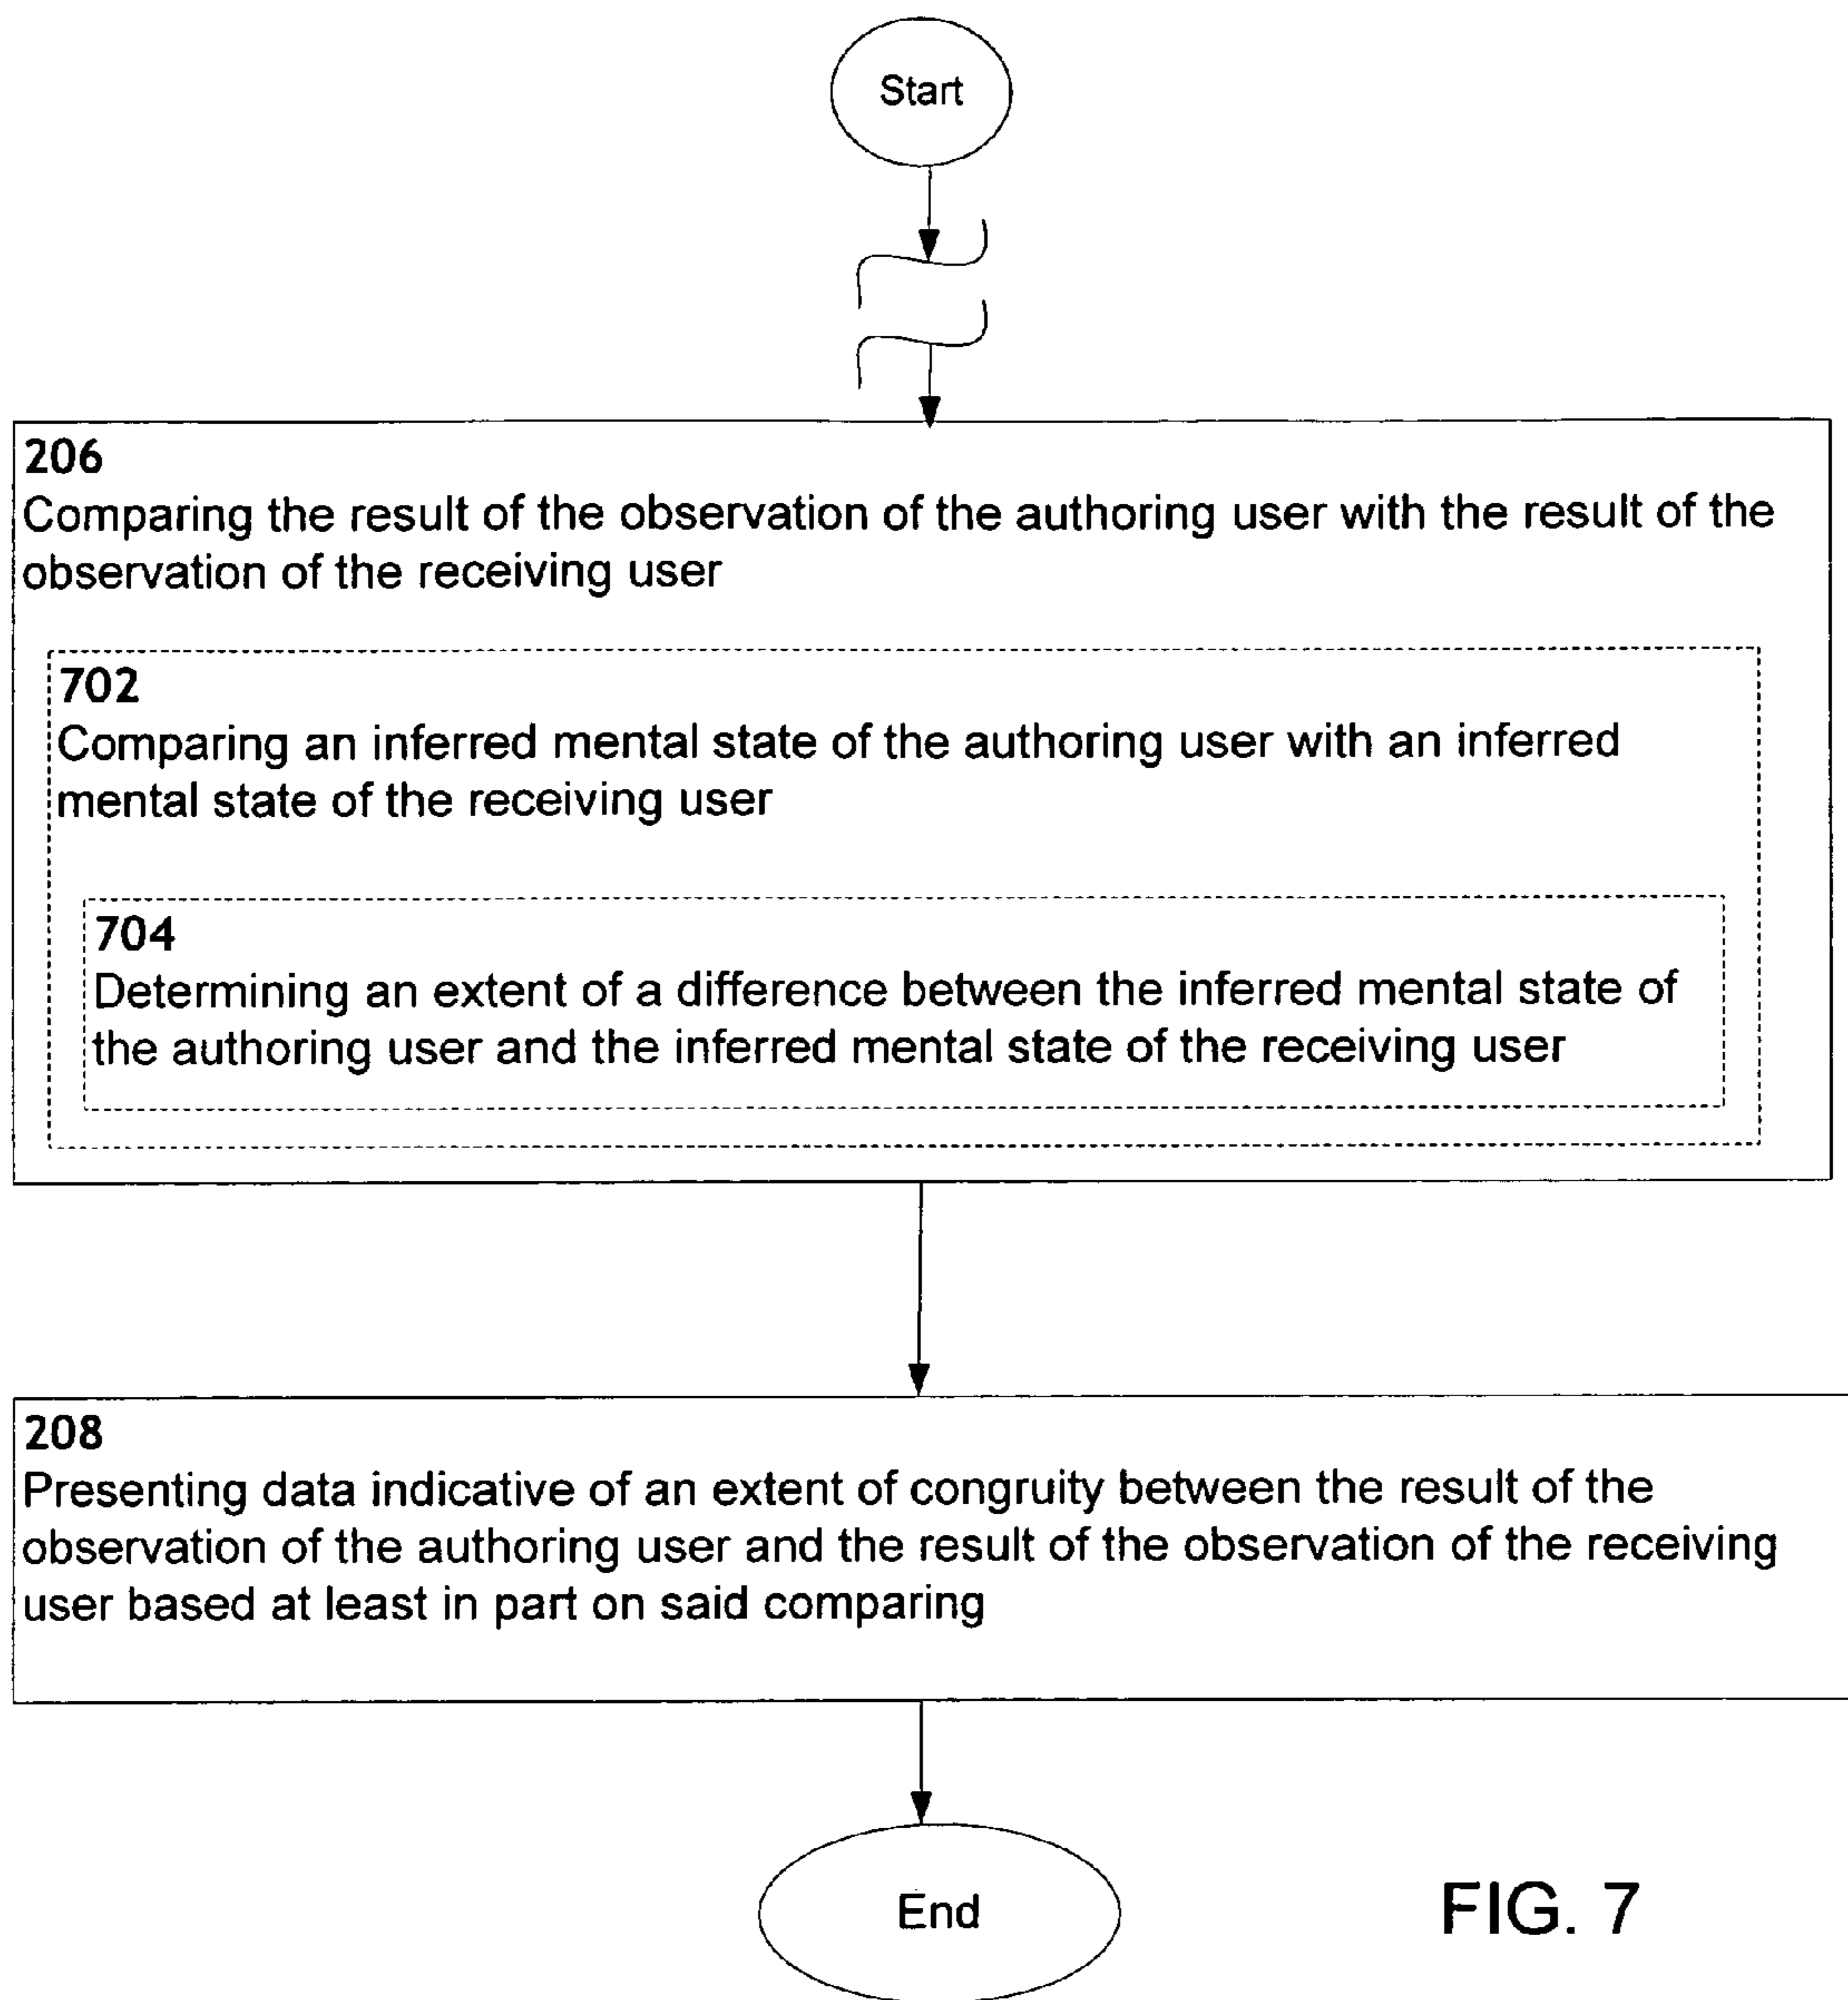 Start
206
Comparing the result of the observation of the authoring user with the result of the
observation of the receiving user
702
Comparing an inferred mental state of the authoring user with an inferred
mental state of the receiving user
704
Determining an extent of a difference between the inferred mental state of
the authoring user and the inferred mental state of the receiving user
208
Presenting data indicative of an extent of congruity between the result of the
observation of the authoring user and the result of the observation of the receiving
user based at least in part on said comparing
End
FIG. 7